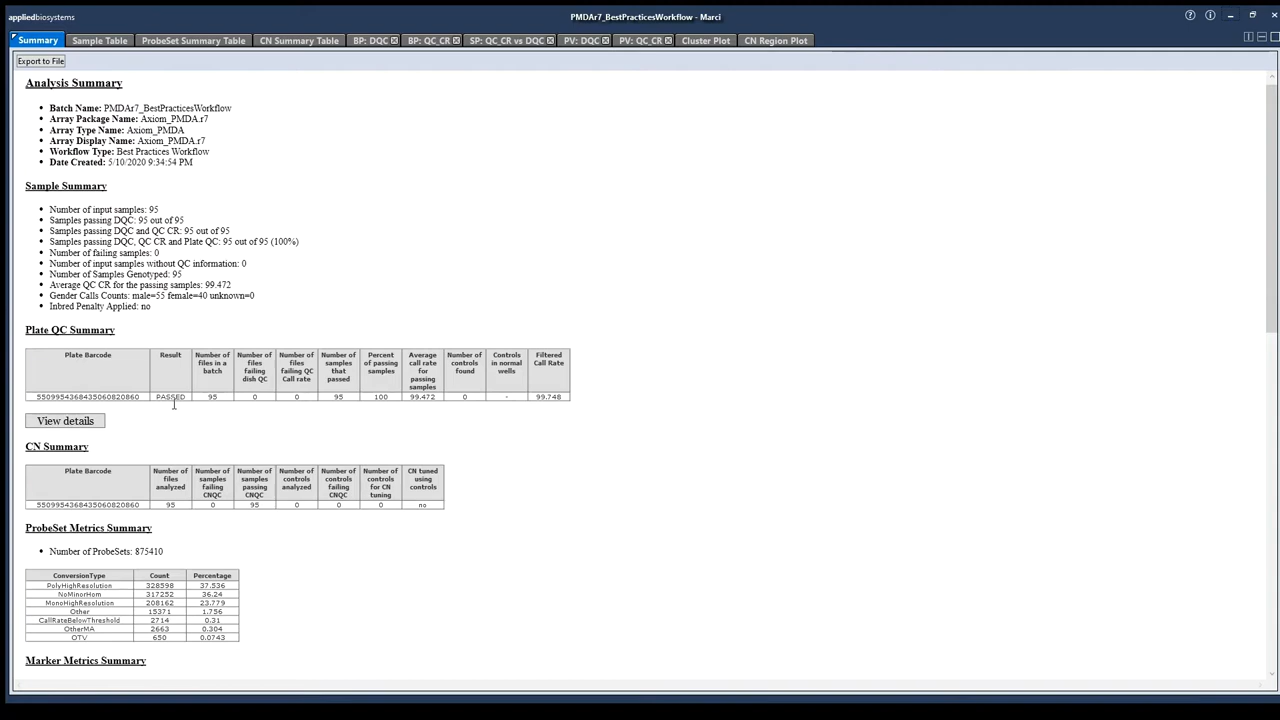 appliedbiosystems
PMDAr7_BestPracticesWorkflow - Marci
Summary Sample Table ProbeSet Summary Table CN Summary Table BP: DQC BP: QC_CR SP: QC_CR vs DQC PV: DQC PV: QC_CR Cluster Plot CN Region Plot
Export to File
Analysis Summary
• Batch Name: PMDAr7_BestPracticesWorkflow
• Array Package Name: Axiom_PMDA.r7
• Array Type Name: Axiom_PMDA
• Array Display Name: Axiom_PMDA.r7
• Workflow Type: Best Practices Workflow
• Date Created: 5/10/2020 9:34:54 PM
Sample Summary
• Number of input samples: 95
• Samples passing DQC: 95 out of 95
• Samples passing DQC and QC CR: 95 out of 95
• Samples passing DQC, QC CR and Plate QC: 95 out of 95 (100%)
• Number of failing samples: 0
• Number of input samples without QC information: 0
• Number of Samples Genotyped: 95
• Average QC CR for the passing samples: 99.472
• Gender Calls Counts: male=55 female=40 unknown=0
• Inbred Penalty Applied: no
Plate QC Summary
Plate Barcode Result Number of files in a batch Number of files failing dish QC Number of files failing QC Call rate Number of samples that passed Percent of passing samples Average call rate for passing samples Number of controls found Controls in normal wells Filtered Call Rate
5509954368435060820860 PASSED 95 0 0 95 100 99.472 0 - 99.748
View details
CN Summary
Plate Barcode Number of files analyzed Number of samples failing CNQC Number of samples passing CNQC Number of controls analyzed Number of controls failing CNQC Number of controls for CN tuning CN tuned using controls
5509954368435060820860 95 0 95 0 0 0 no
ProbeSet Metrics Summary
• Number of ProbeSets: 875410
ConversionType Count Percentage
PolyHighResolution 328598 37.536
NoMinorHom 317252 36.24
MonoHighResolution 208162 23.779
Other 15371 1.756
CallRateBelowThreshold 2714 0.31
OtherMA 2663 0.304
OTV 650 0.0743
Marker Metrics Summary